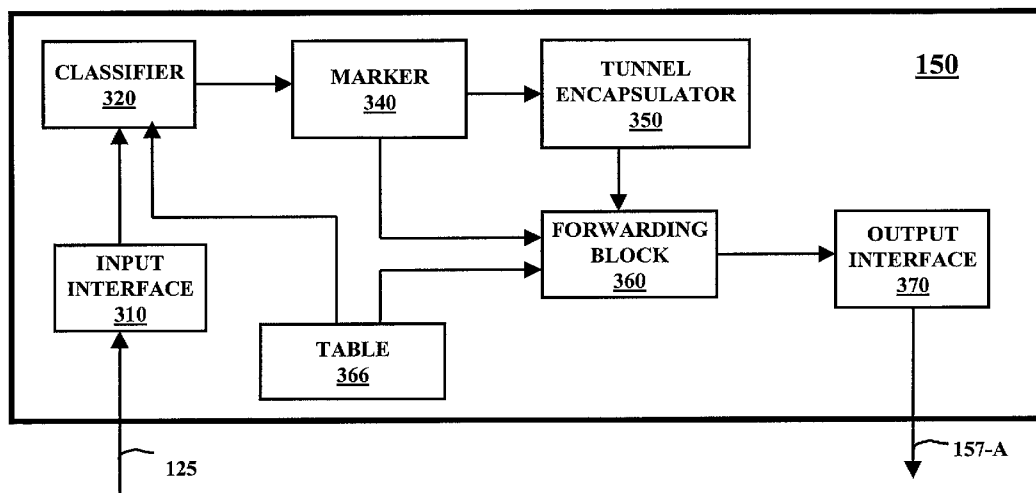 CLASSIFIER
320
MARKER
340
TUNNEL
ENCAPSULATOR
350
150
INPUT
INTERFACE
310
FORWARDING
BLOCK
360
OUTPUT
INTERFACE
370
TABLE
366
125
157-A